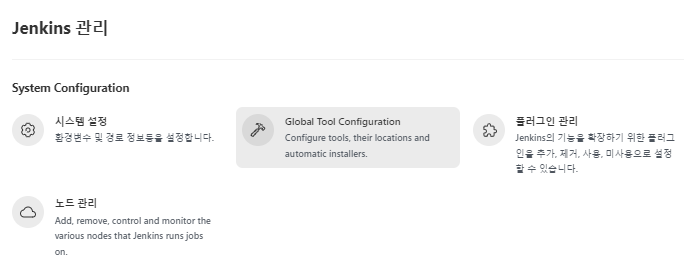 Jenkins 관리
System Configuration
시스템 설정
환경변수 및 경로 정보등을 설정합니다.
Global Tool Configuration
Configure tools, their locations and
automatic installers.
플러그인 관리
Jenkins의 기능을 확장하기 위한 플러그
인을 추가, 제거, 사용, 미사용으로 설정
할 수 있습니다.
노드 관리
Add, remove, control and monitor the
various nodes that Jenkins runs jobs
on.